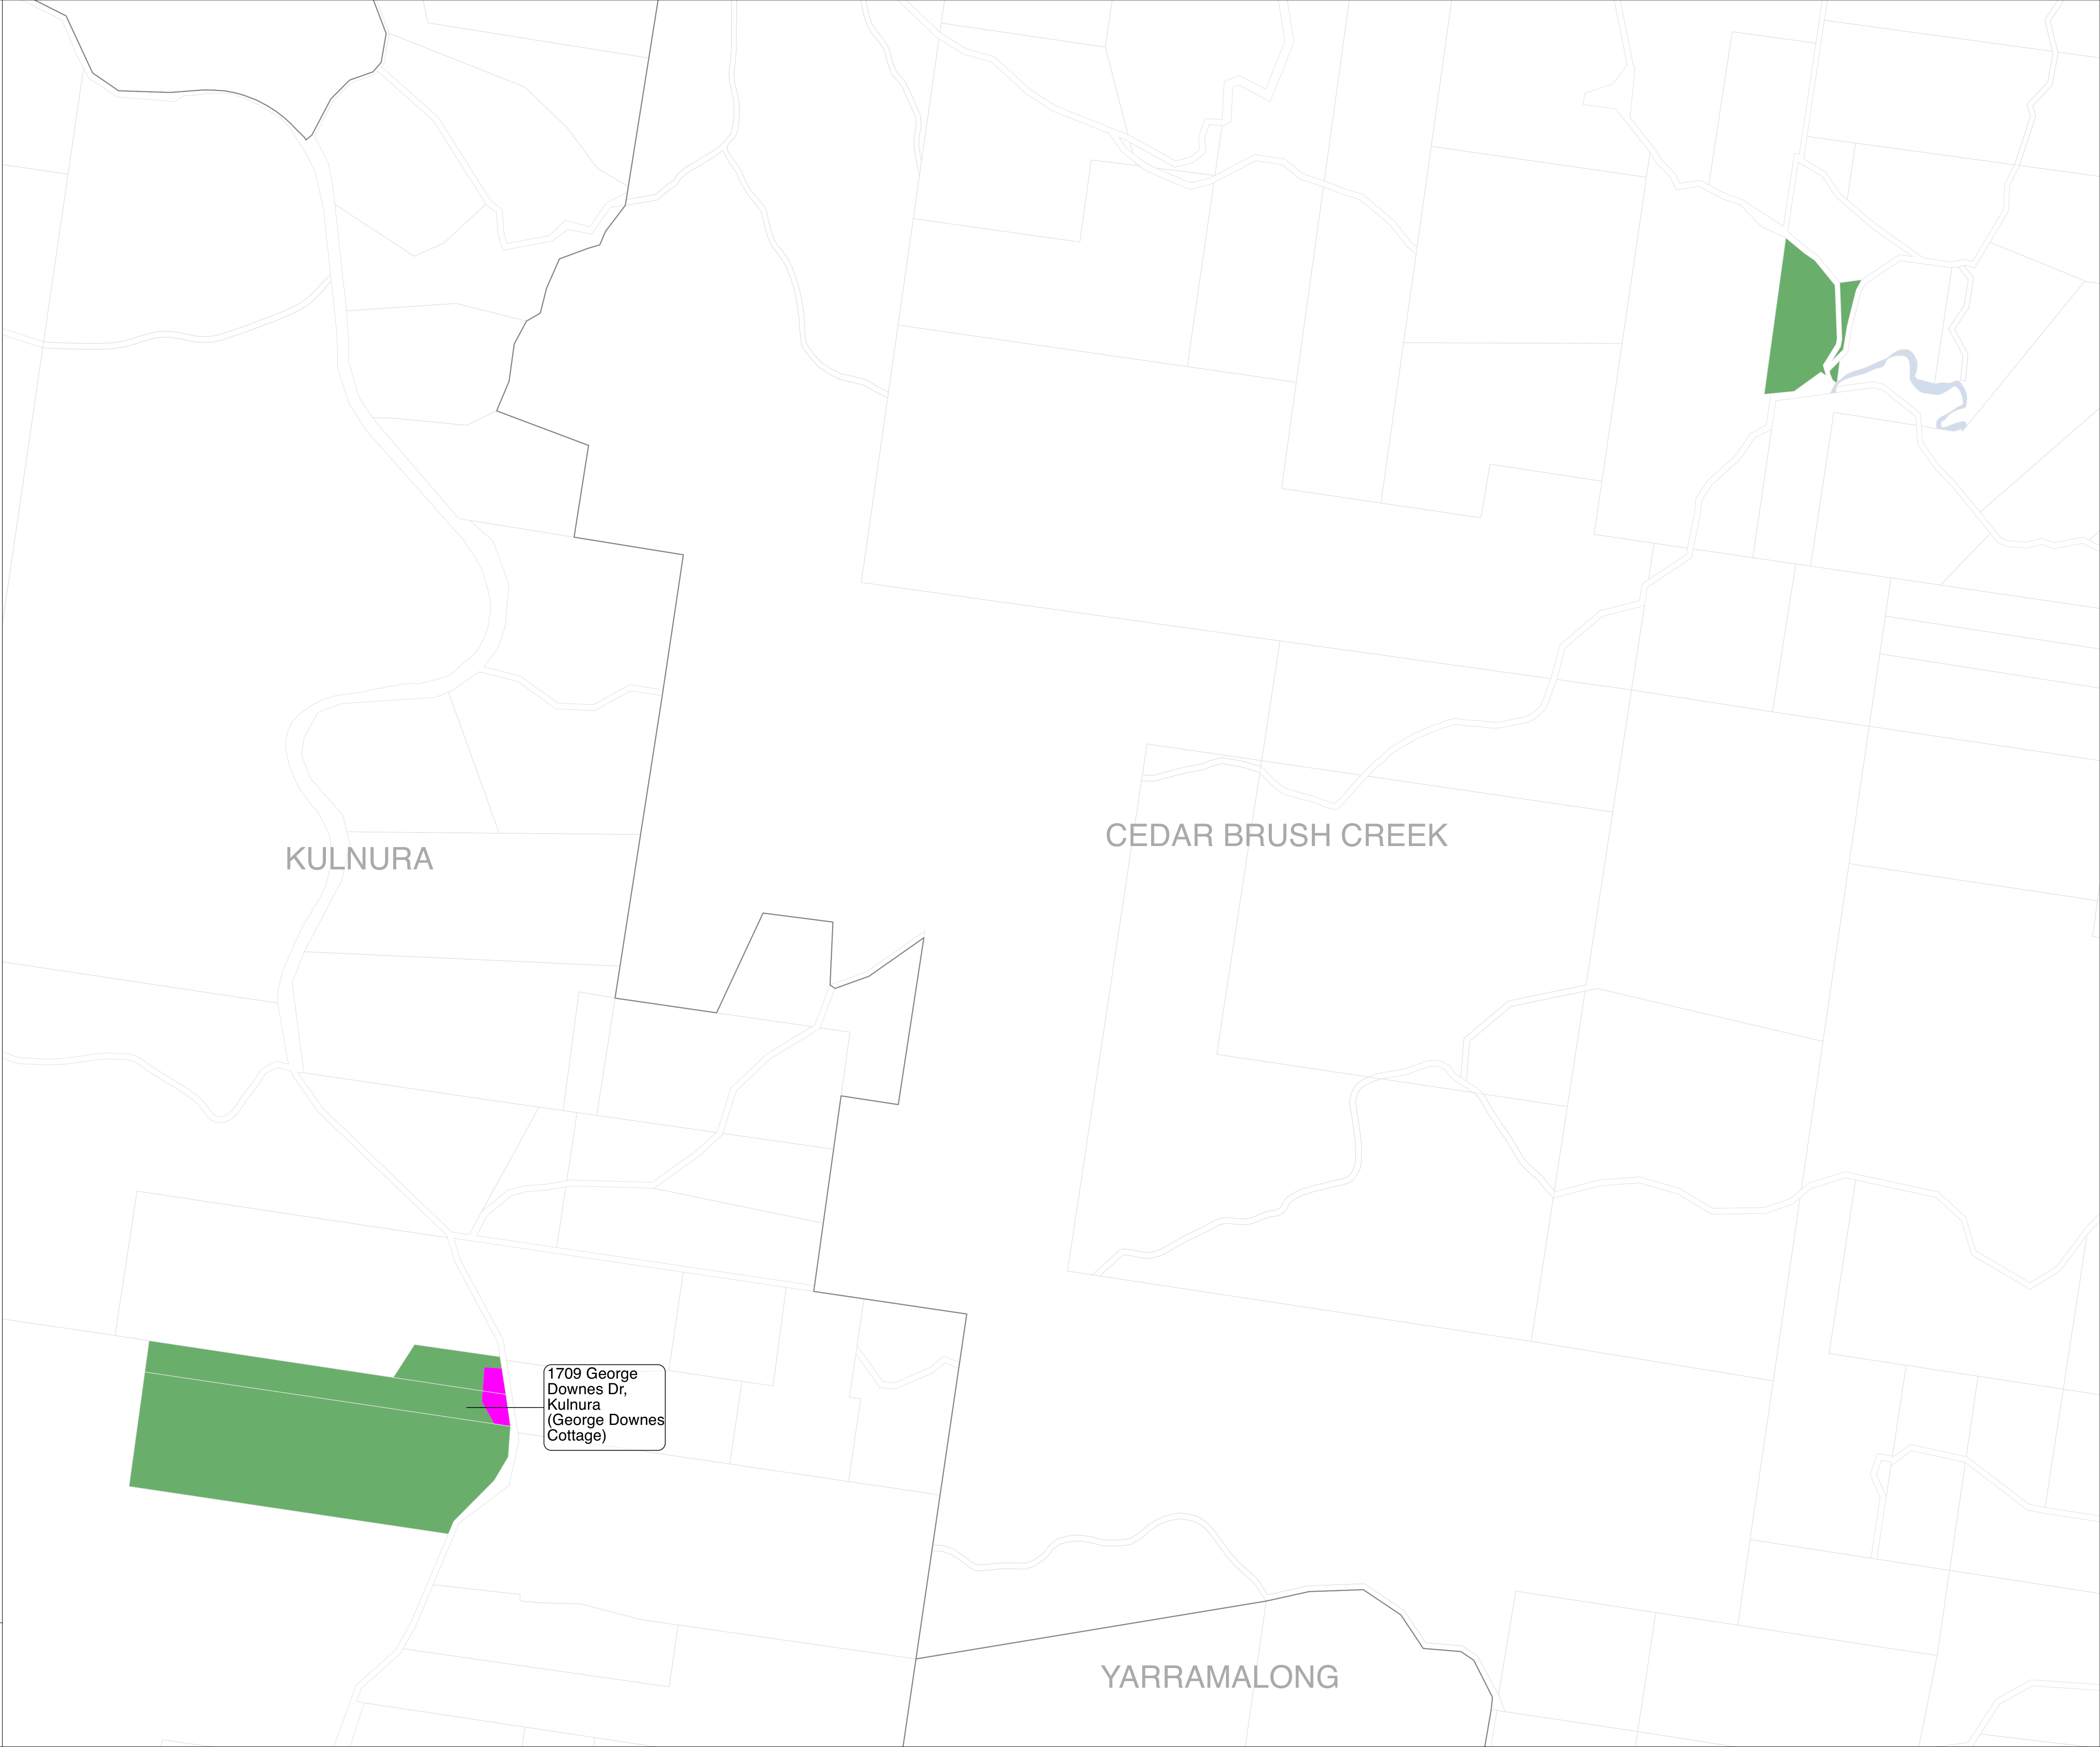 CEDAR BRUSH CREEK
KULNURA
1709 George
Downes Dr,
Kulnura
(George Downes
Cottage)
YARRAMALONG